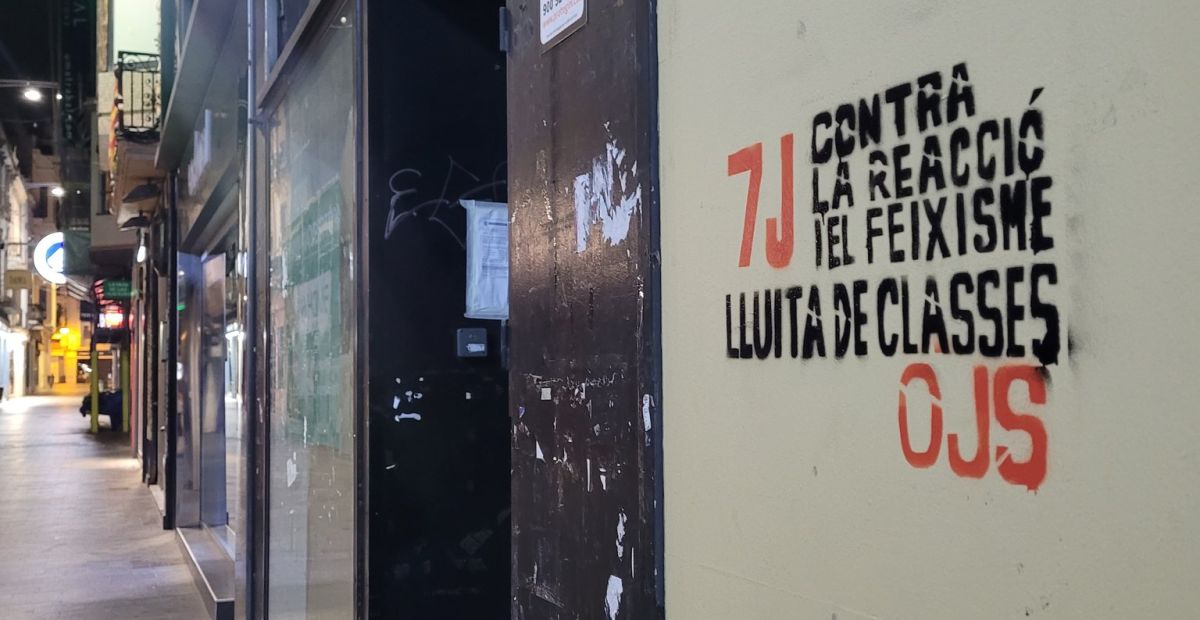 7J
CONTRA
LA REACCIÓ
I EL FEIXISME
LLUITA DE CLASSES
OJS